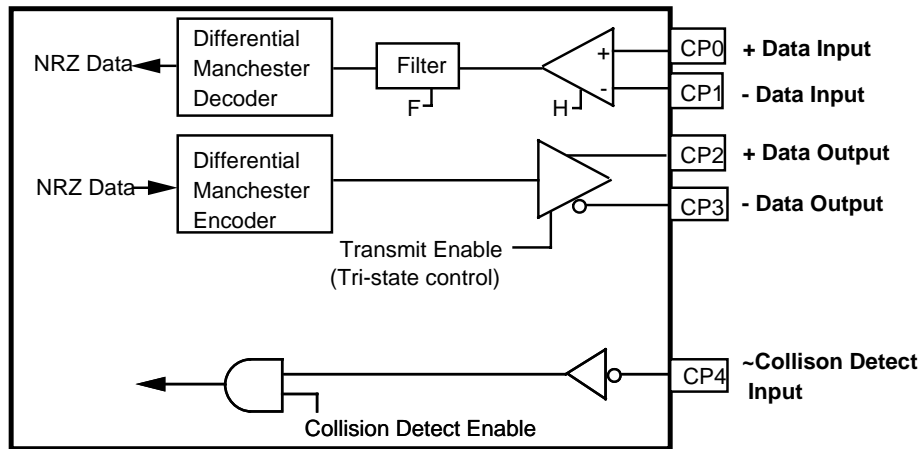 NRZ Data
Differential
Manchester
Decoder
Filter
F
+
-
H
CP0
+ Data Input
CP1
- Data Input
NRZ Data
Differential
Manchester
Encoder
CP2
+ Data Output
CP3
- Data Output
Transmit Enable
(Tri-state control)
CP4
~Collison Detect
Input
Collision Detect Enable